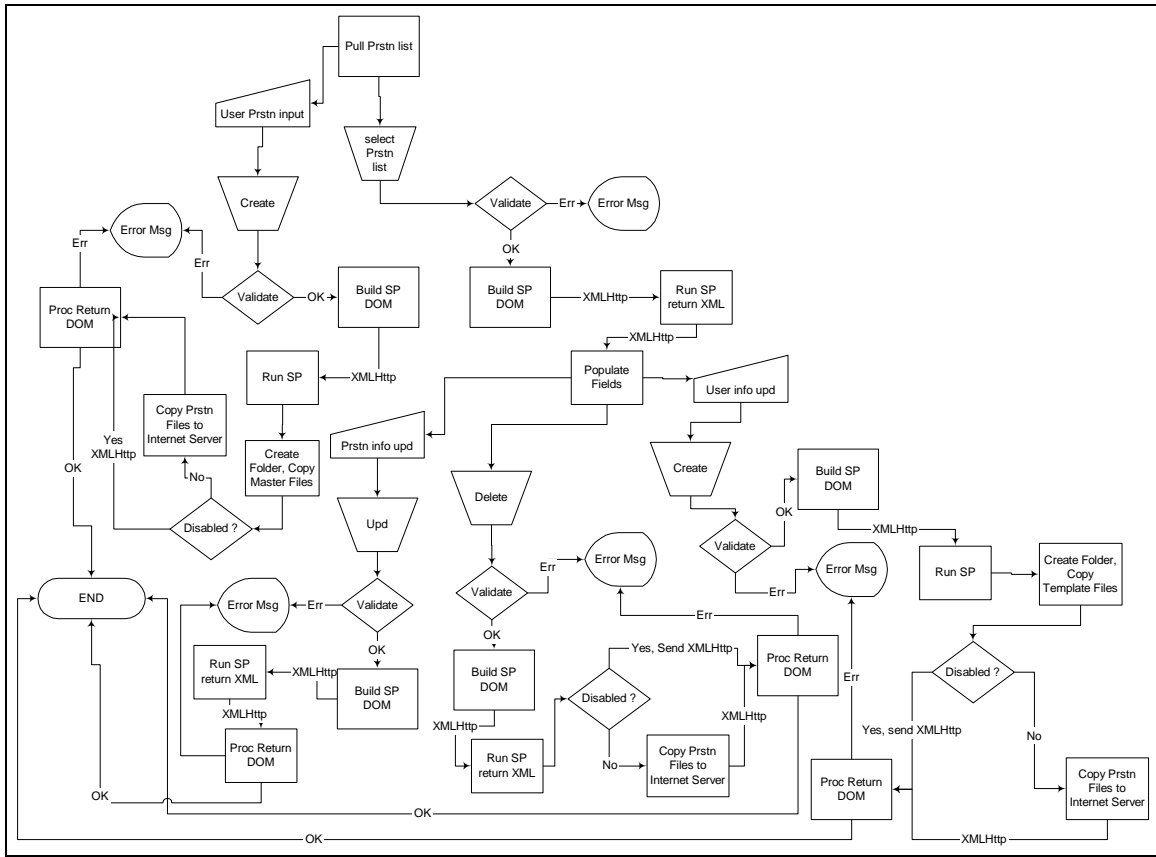 Pull Prstn list
User Prstn input
select
Prstn
list
Create
Validate
Err
Error Msg
Error Msg
Err
Err
OK
Validate
OK
Build SP
DOM
Build SP
DOM
XMLHttp
Run SP
return XML
Proc Return
DOM
XMLHttp
Run SP
XMLHttp
Populate
Fields
User info upd
Copy Prstn
Files to
Internet Server
Yes
XMLHttp
Prstn info upd
Create
Folder, Copy
Master Files
Create
OK
No
Delete
Build SP
DOM
OK
Disabled ?
Upd
Validate
XMLHttp
Error Msg
Err
Error Msg
Run SP
Create Folder,
Copy
Template Files
END
Error Msg
Err
Validate
Validate
Err
OK
OK
Err
Yes, Send XMLHttp
Proc Return
DOM
Run SP
return XML
XMLHttp
Build SP
DOM
Build SP
DOM
Disabled ?
Err
Disabled ?
XMLHttp
XMLHttp
XMLHttp
Yes, send XMLHttp
No
Proc Return
DOM
Run SP
return XML
No
Copy Prstn
Files to
Internet Server
OK
Proc Return
DOM
Copy Prstn
Files to
Internet Server
OK
OK
XMLHttp